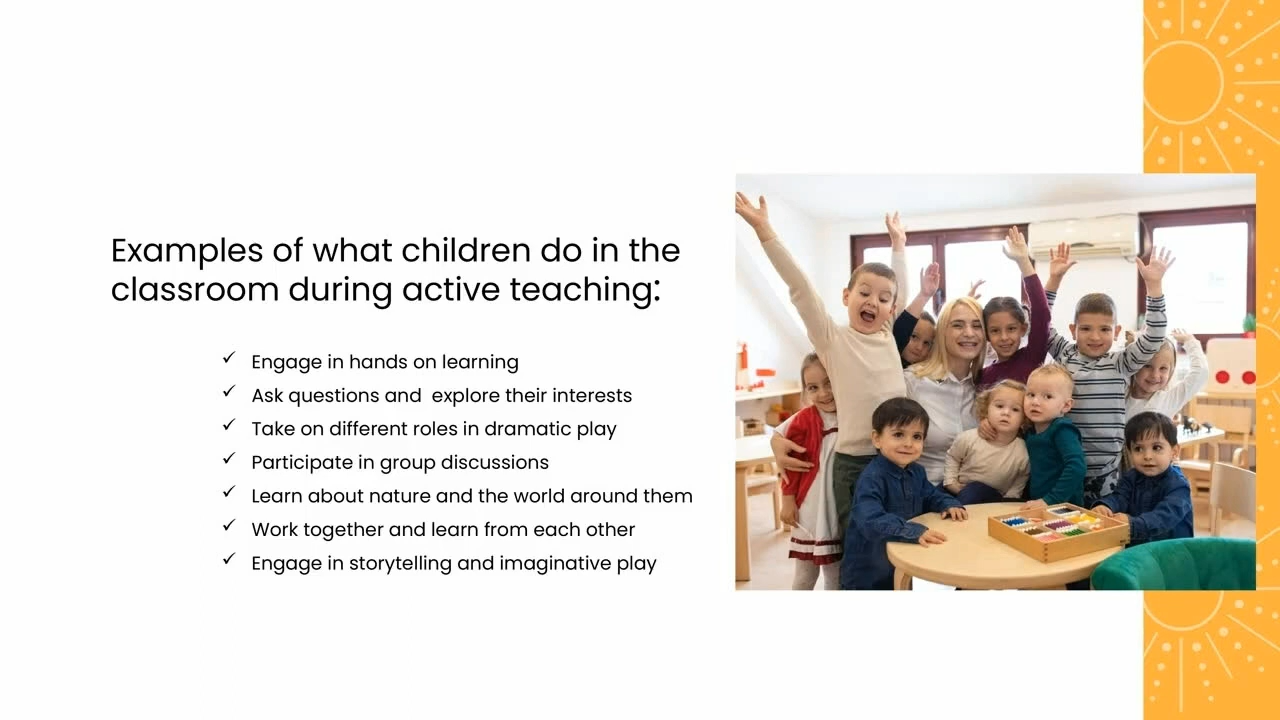 Examples of what children do in the
classroom during active teaching:
✓ Engage in hands on learning
✓ Ask questions and  explore their interests
✓ Take on different roles in dramatic play
✓ Participate in group discussions
✓ Learn about nature and the world around them
✓ Work together and learn from each other
✓ Engage in storytelling and imaginative play